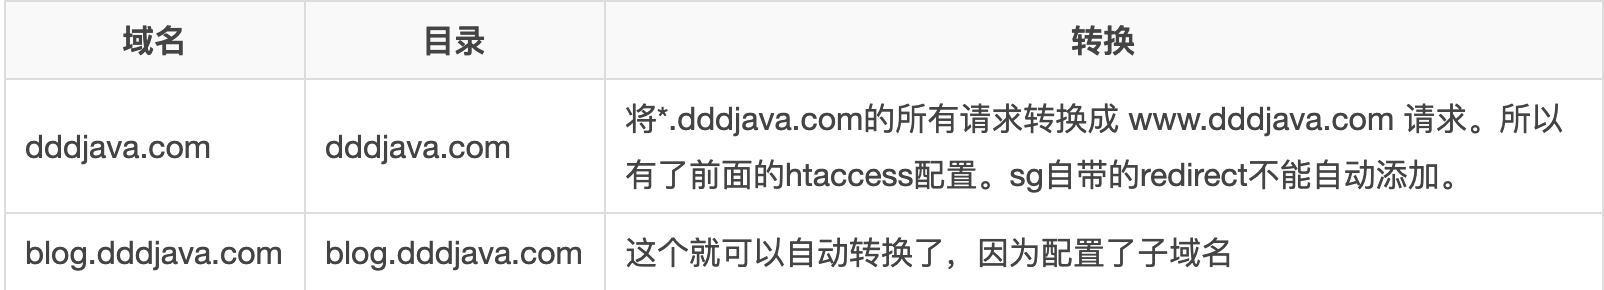 域名 目录 转换
dddjava.com dddjava.com 将*.dddjava.com的所有请求转换成 www.dddjava.com 请求。所以
有了前面的htaccess配置。sg自带的redirect不能自动添加。
blog.dddjava.com blog.dddjava.com 这个就可以自动转换了，因为配置了子域名